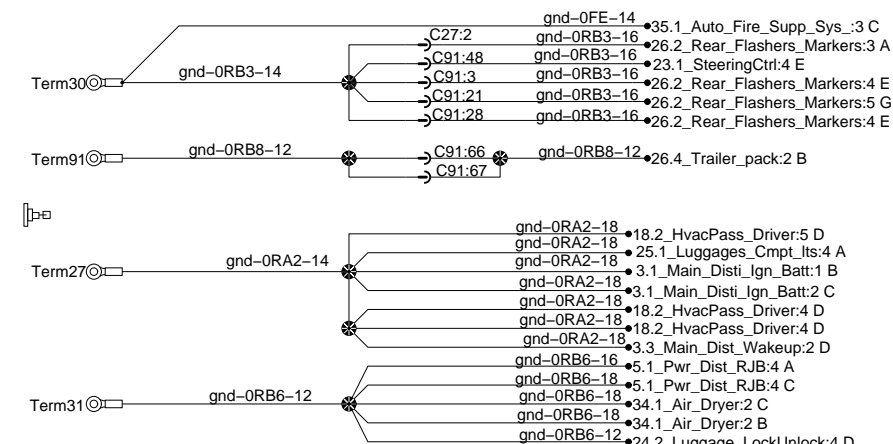 gnd-0FE-14 35.1_Auto_Fire_Supp_Sys_:3 C
C27:2 gnd-0RB3-16 26.2_Rear_Flashers_Markers:3 A
C91:48 gnd-0RB3-16 23.1_SteeringCtrl:4 E
Term30 gnd-0RB3-14 C91:3 gnd-0RB3-16 26.2_Rear_Flashers_Markers:4 E
C91:21 gnd-0RB3-16 26.2_Rear_Flashers_Markers:5 G
C91:28 gnd-0RB3-16 26.2_Rear_Flashers_Markers:4 E
Term91 gnd-0RB8-12 C91:66 gnd-0RB8-12 26.4_Trailer_pack:2 B
C91:67
gnd-0RA2-18 18.2_HvacPass_Driver:5 D
gnd-0RA2-18 25.1_Luggages_Cmpt_lts:4 A
Term27 gnd-0RA2-14 gnd-0RA2-18 3.1_Main_Disti_Ign_Batt:1 B
gnd-0RA2-18 3.1_Main_Disti_Ign_Batt:2 C
gnd-0RA2-18 18.2_HvacPass_Driver:4 D
gnd-0RA2-18 18.2_HvacPass_Driver:4 D
gnd-0RA2-18 3.3_Main_Dist_Wakeup:2 D
gnd-0RB6-16 5.1_Pwr_Dist_RJB:4 A
gnd-0RB6-18 5.1_Pwr_Dist_RJB:4 C
Term31 gnd-0RB6-12 gnd-0RB6-18 34.1_Air_Dryer:2 C
gnd-0RB6-18 34.1_Air_Dryer:2 B
gnd-0RB6-12 24.2_Luggage_LockUnlock:4 D